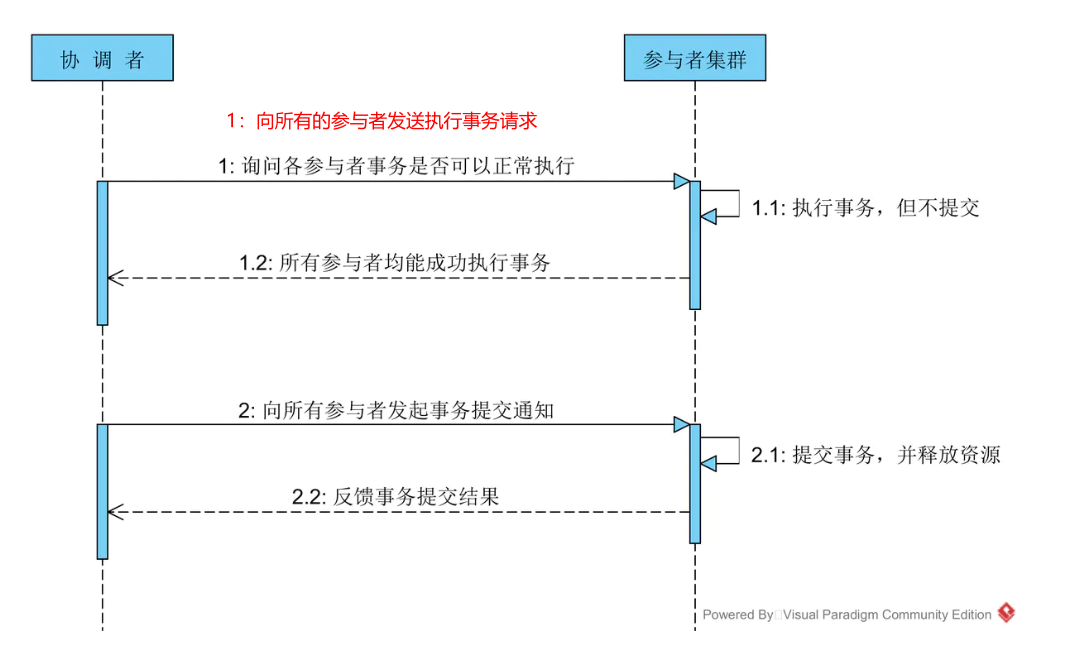 协 调 者
参与者集群
1：向所有的参与者发送执行事务请求
1: 询问各参与者事务是否可以正常执行
1.1: 执行事务，但不提交
1.2: 所有参与者均能成功执行事务
2: 向所有参与者发起事务提交通知
2.1: 提交事务，并释放资源
2.2: 反馈事务提交结果
Powered By Visual Paradigm Community Edition